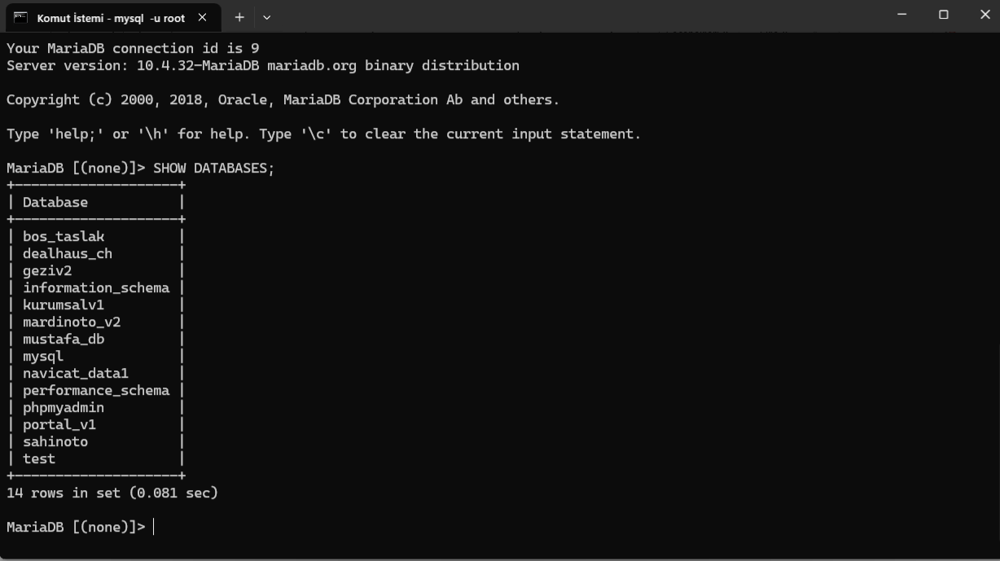 Komut İstemi - mysql -u root
Your MariaDB connection id is 9
Server version: 10.4.32-MariaDB mariadb.org binary distribution
Copyright (c) 2000, 2018, Oracle, MariaDB Corporation Ab and others.
Type 'help;' or '\h' for help. Type '\c' to clear the current input statement.
MariaDB [(none)]> SHOW DATABASES;
+--------------------+
| Database           |
+--------------------+
| bos_taslak         |
| dealhaus_ch        |
| geziv2             |
| information_schema |
| kurumsalv1         |
| mardinoto_v2       |
| mustafa_db         |
| mysql              |
| navicat_data1      |
| performance_schema |
| phpmyadmin         |
| portal_v1          |
| sahinoto           |
| test               |
+--------------------+
14 rows in set (0.081 sec)
MariaDB [(none)]>